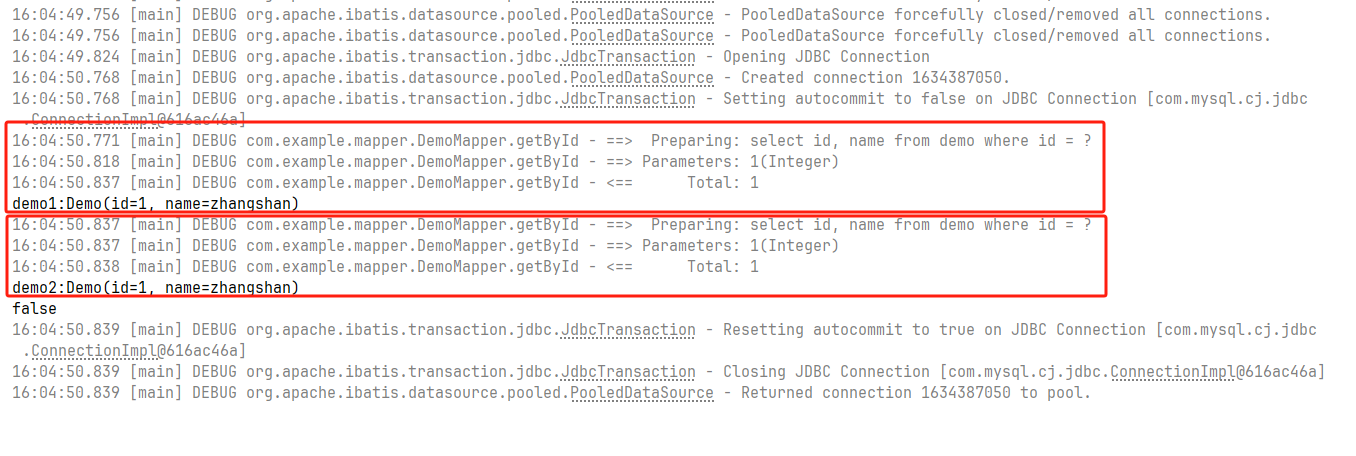 16:04:49.756 [main] DEBUG org.apache.ibatis.datasource.pooled.PooledDataSource - PooledDataSource forcefully closed/removed all connections.
16:04:49.756 [main] DEBUG org.apache.ibatis.datasource.pooled.PooledDataSource - PooledDataSource forcefully closed/removed all connections.
16:04:49.824 [main] DEBUG org.apache.ibatis.transaction.jdbc.JdbcTransaction - Opening JDBC Connection
16:04:50.768 [main] DEBUG org.apache.ibatis.datasource.pooled.PooledDataSource - Created connection 1634387050.
16:04:50.768 [main] DEBUG org.apache.ibatis.transaction.jdbc.JdbcTransaction - Setting autocommit to false on JDBC Connection [com.mysql.cj.jdbc
.ConnectionImpl@616ac46a]
16:04:50.771 [main] DEBUG com.example.mapper.DemoMapper.getById - ==>  Preparing: select id, name from demo where id = ?
16:04:50.818 [main] DEBUG com.example.mapper.DemoMapper.getById - ==> Parameters: 1(Integer)
16:04:50.837 [main] DEBUG com.example.mapper.DemoMapper.getById - <==      Total: 1
demo1:Demo(id=1, name=zhangshan)
16:04:50.837 [main] DEBUG com.example.mapper.DemoMapper.getById - ==>  Preparing: select id, name from demo where id = ?
16:04:50.837 [main] DEBUG com.example.mapper.DemoMapper.getById - ==> Parameters: 1(Integer)
16:04:50.838 [main] DEBUG com.example.mapper.DemoMapper.getById - <==      Total: 1
demo2:Demo(id=1, name=zhangshan)
false
16:04:50.839 [main] DEBUG org.apache.ibatis.transaction.jdbc.JdbcTransaction - Resetting autocommit to true on JDBC Connection [com.mysql.cj.jdbc
.ConnectionImpl@616ac46a]
16:04:50.839 [main] DEBUG org.apache.ibatis.transaction.jdbc.JdbcTransaction - Closing JDBC Connection [com.mysql.cj.jdbc.ConnectionImpl@616ac46a]
16:04:50.839 [main] DEBUG org.apache.ibatis.datasource.pooled.PooledDataSource - Returned connection 1634387050 to pool.